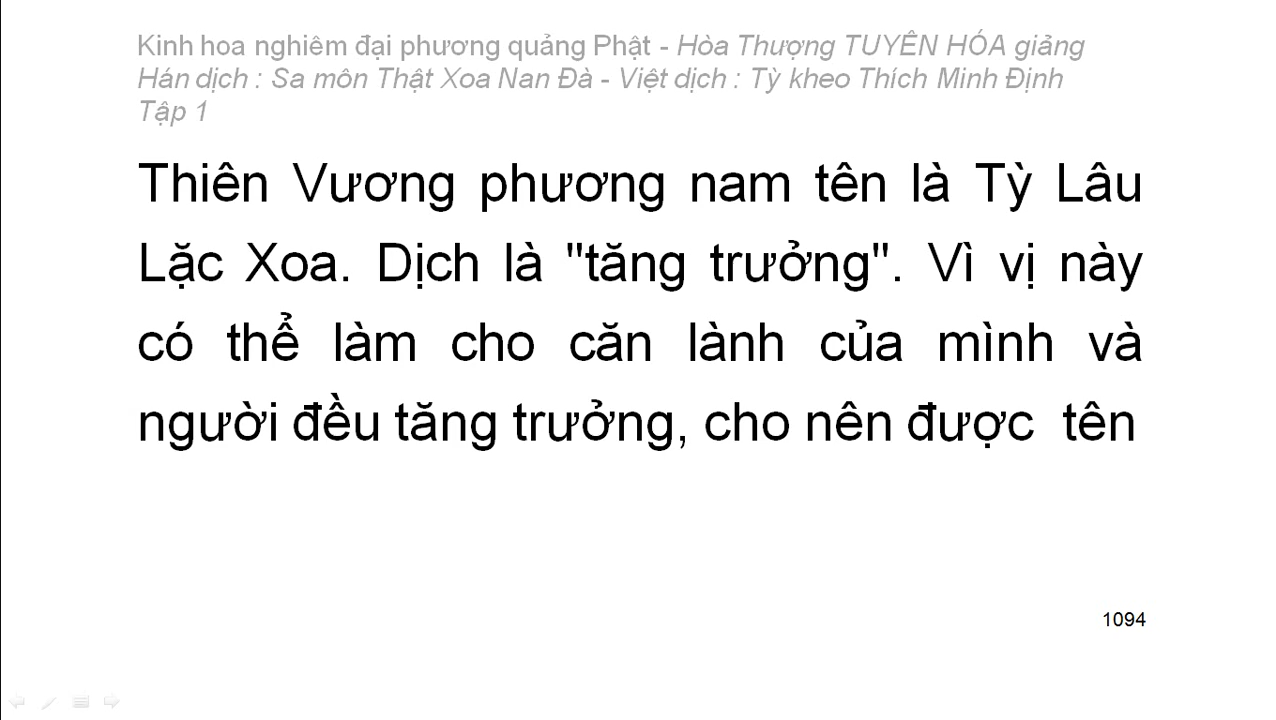 Kinh hoa nghiêm đại phương quảng Phật - Hòa Thượng TUYÊN HÓA giảng
Hán dịch : Sa môn Thật Xoa Nan Đà - Việt dịch : Tỳ kheo Thích Minh Định
Tập 1
Thiên Vương phương nam tên là Tỳ Lâu
Lặc Xoa. Dịch là "tăng trưởng". Vì vị này
có thể làm cho căn lành của mình và
người đều tăng trưởng, cho nên được tên
1094